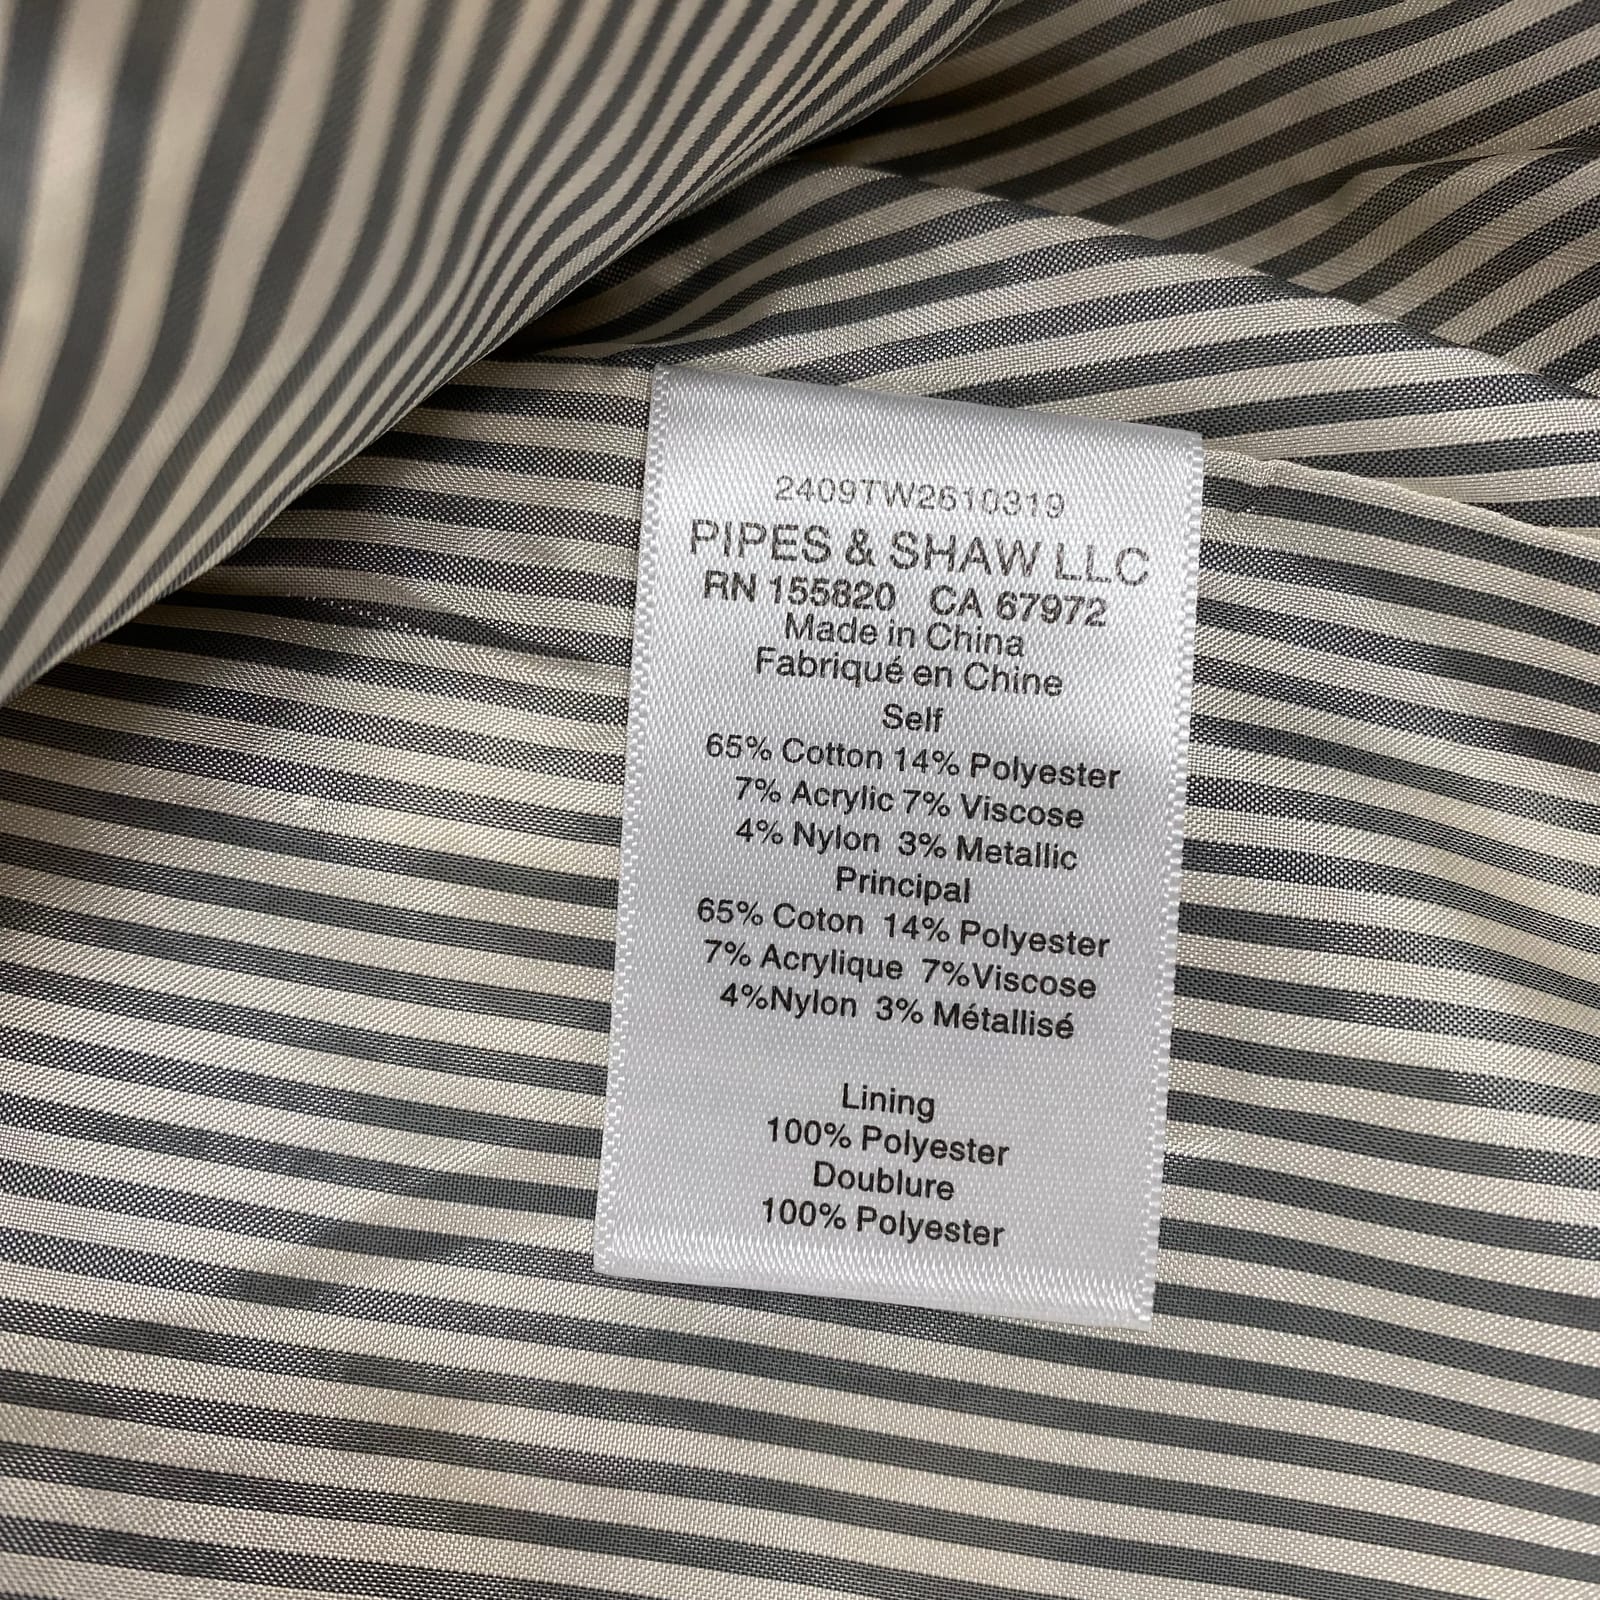 2409TW2610319
PIPES & SHAW LLC
RN 155820 CA 67972
Made in China
Fabriqué en Chine
Self
65% Cotton 14% Polyester
7% Acrylic 7% Viscose
4% Nylon 3% Metallic
Principal
65% Coton 14% Polyester
7% Acrylique 7%Viscose
4%Nylon 3% Métallisé
Lining
100% Polyester
Doublure
100% Polyester